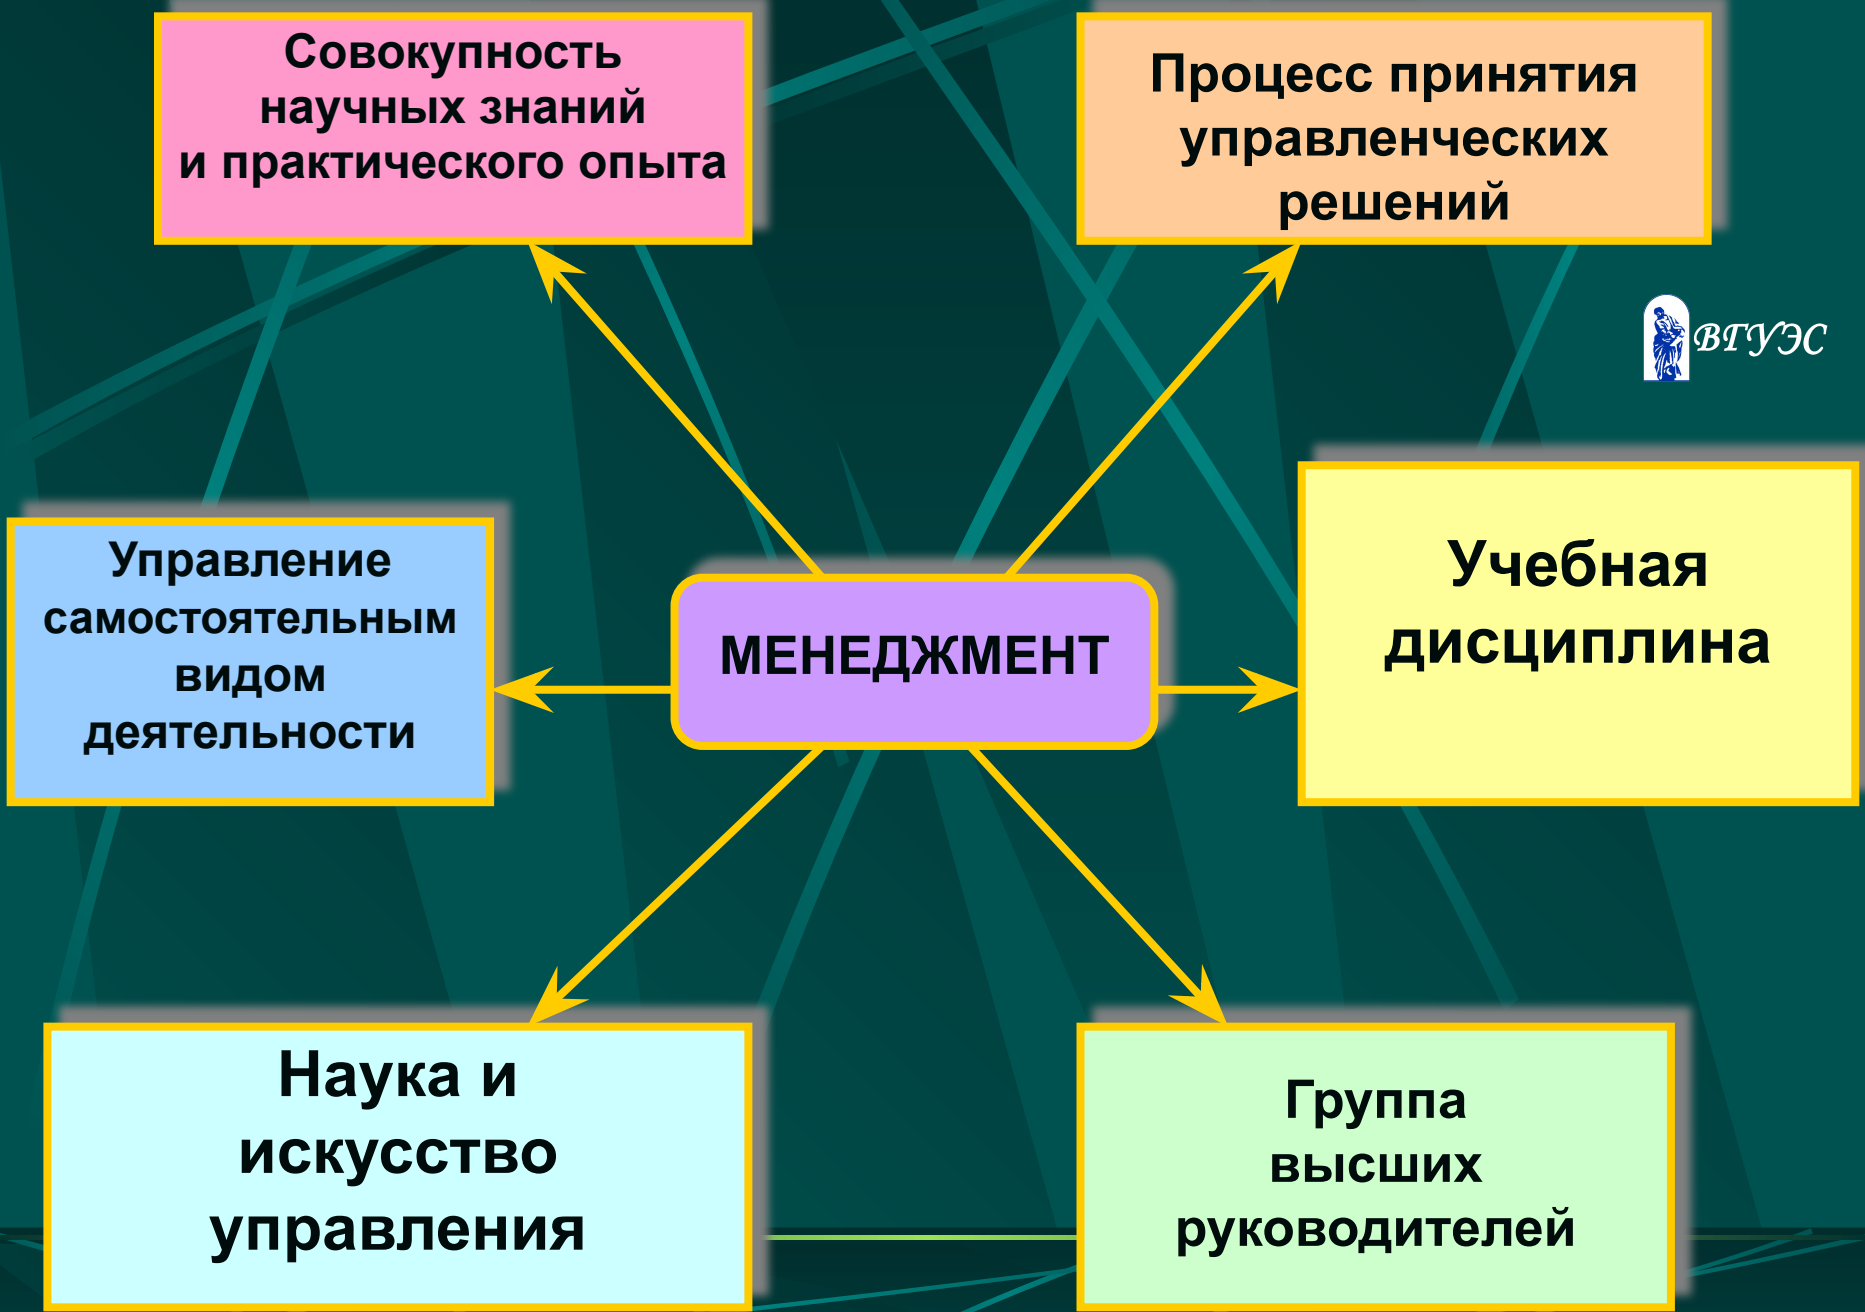 Совокупность
научных знаний
и практического опыта
Процесс принятия
управленческих
решений
ВГУЭС
Управление
самостоятельным
видом
деятельности
МЕНЕДЖМЕНТ
Учебная
дисциплина
Наука и
искусство
управления
Группа
высших
руководителей